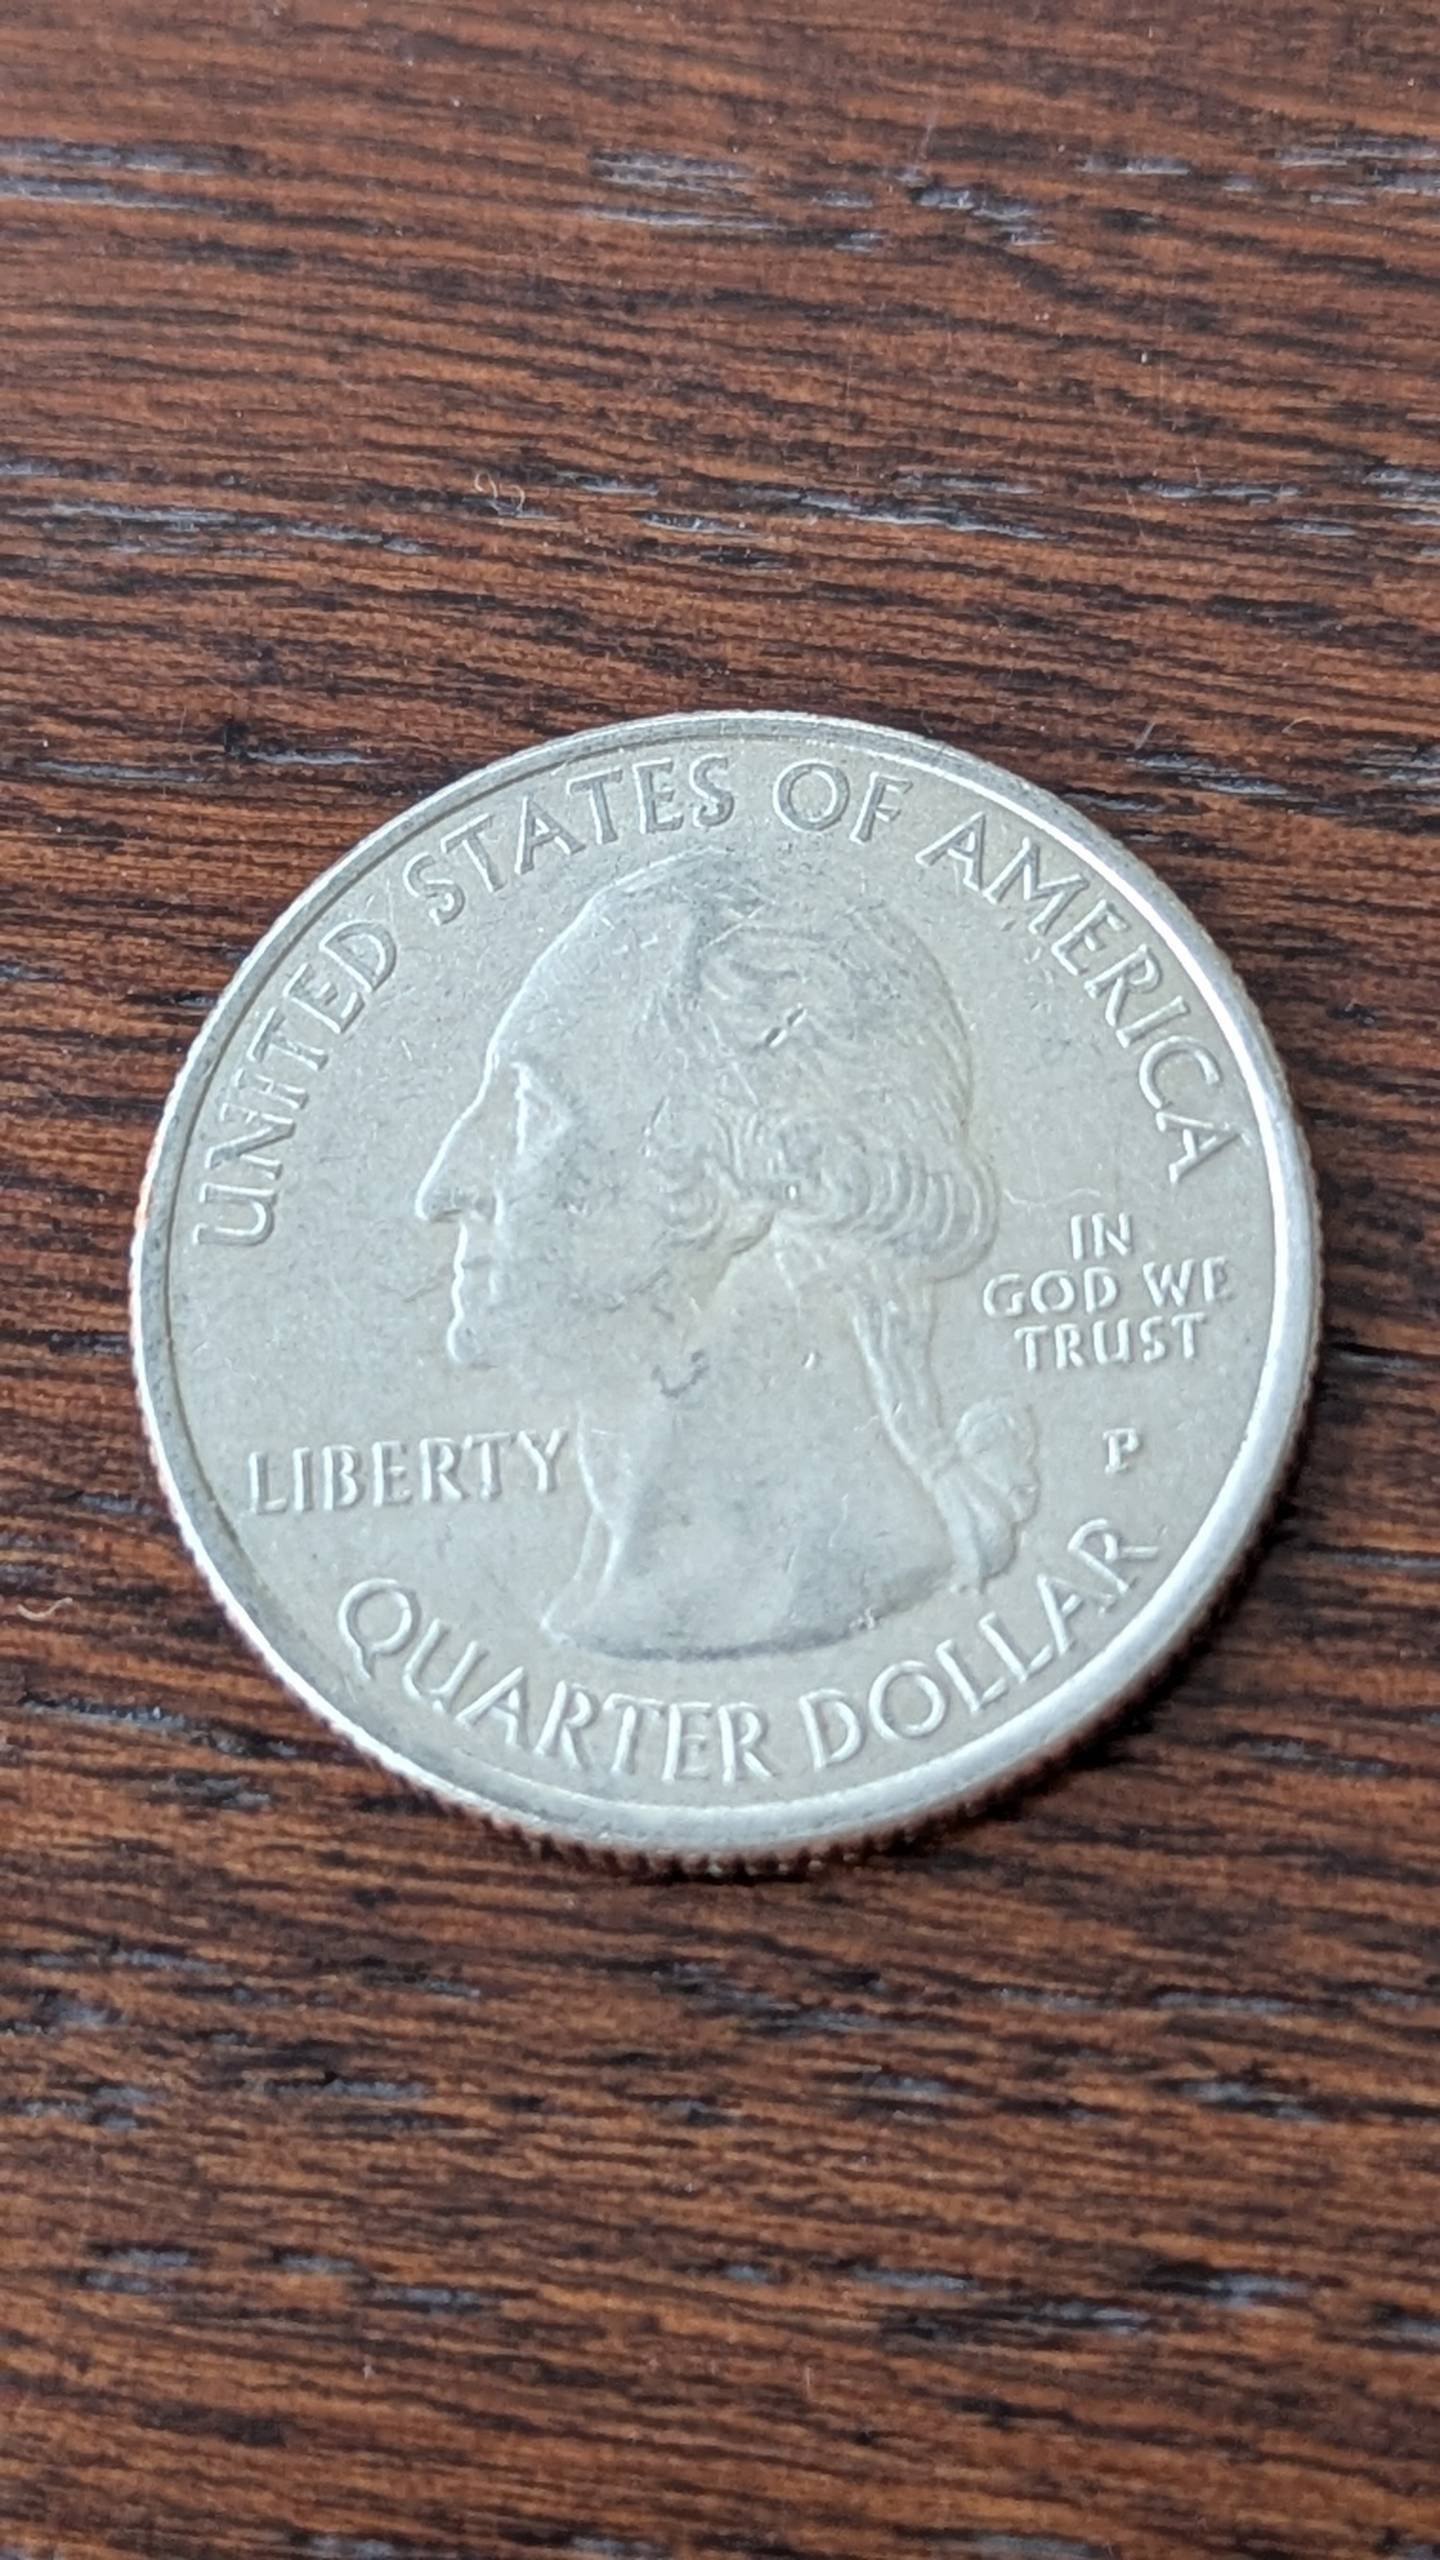 UNITED STATES OF AMERICA
IN
GOD WE
TRUST
LIBERTY
P
QUARTER DOLLAR